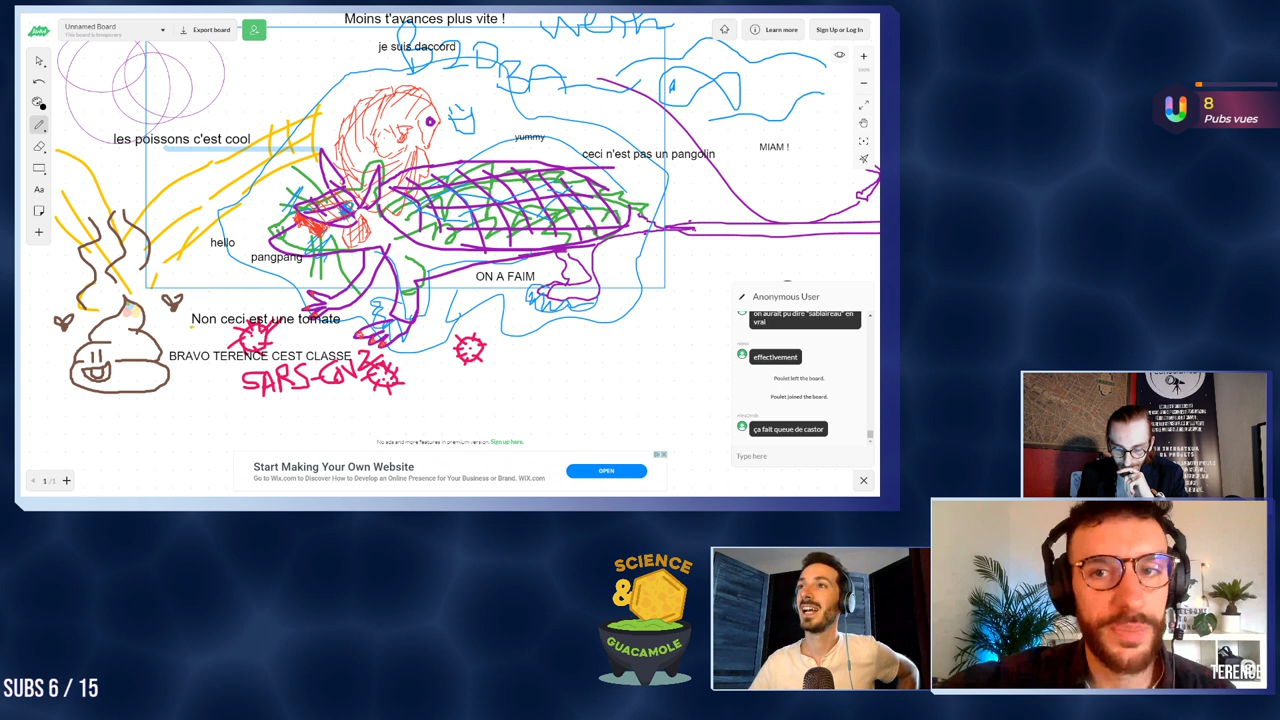 Unnamed Board
This board is temporary
Export board
Learn more
Sign Up or Log In
Moins t'avances plus vite !
je suis daccord
les poissons c'est cool
yummy
ceci n'est pas un pangolin
MIAM !
hello
pangpang
ON A FAIM
Non ceci est une tomate
BRAVO TERENCE CEST CLASSE
SARS-CoV2
Aa
100%
8
Pubs vues
Anonymous User
on aurait pu dire "sablaireau" en
vrai
effectivement
Poulet left the board.
Poulet joined the board.
ça fait queue de castor
Type here
No ads and more features in premium version. Sign up here.
Start Making Your Own Website
Go to Wix.com to Discover How to Develop an Online Presence for Your Business or Brand. WIX.com
OPEN
1 /1
SCIENCE
&
GUACAMOLE
SUBS 6 / 15